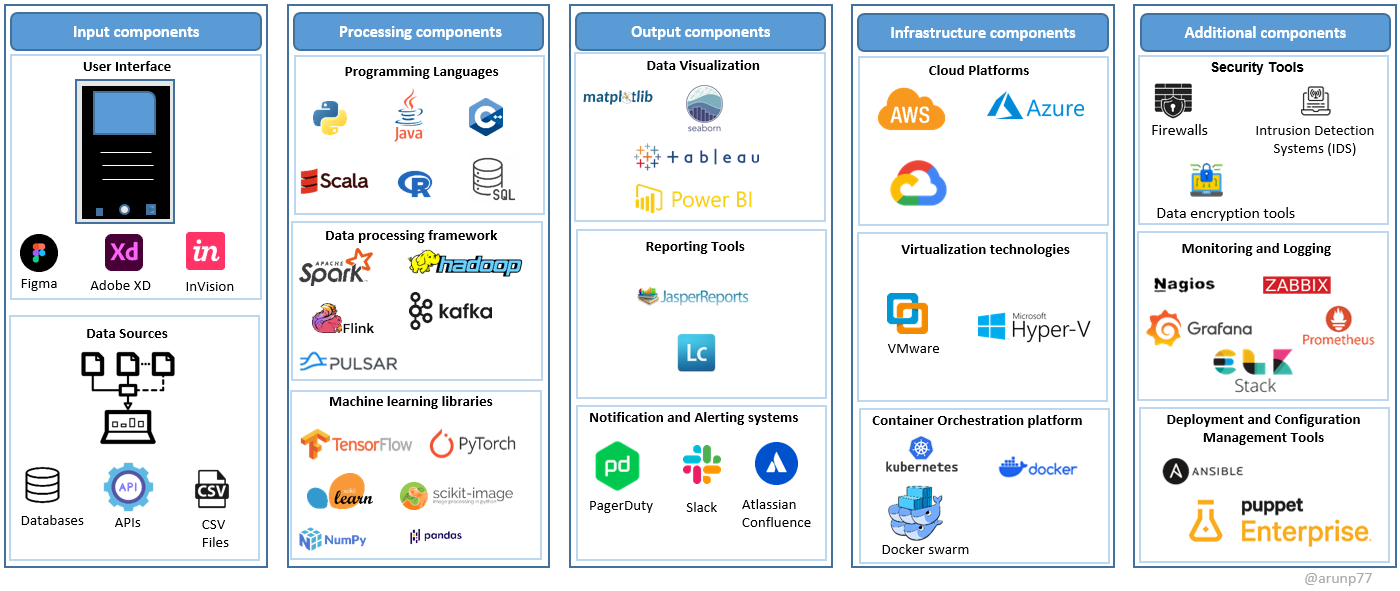 Input components
User Interface
Figma
Xd
Adobe XD
in
InVision
Data Sources
Databases
API
APIs
CSV
CSV
Files
Processing components
Programming Languages
Java
C++
Scala
R
SQL
Data processing framework
APACHE
Spark
hadoop
Flink
kafka
PULSAR
Machine learning libraries
TensorFlow
PyTorch
learn
scikit-image
image processing in python
NumPy
pandas
Output components
Data Visualization
matplotlib
seaborn
+ableau
Power BI
Reporting Tools
JasperReports
Lc
Notification and Alerting systems
pd
PagerDuty
Slack
Atlassian
Confluence
Infrastructure components
Cloud Platforms
AWS
Azure
Virtualization technologies
VMware
Microsoft
Hyper-V
Container Orchestration platform
kubernetes
docker
Docker swarm
Additional components
Security Tools
Firewalls
Intrusion Detection
Systems (IDS)
Data encryption tools
Monitoring and Logging
Nagios
ZABBIX
Grafana
Prometheus
ELK
Stack
Deployment and Configuration
Management Tools
A
ANSIBLE
puppet
Enterprise.
@arunp77